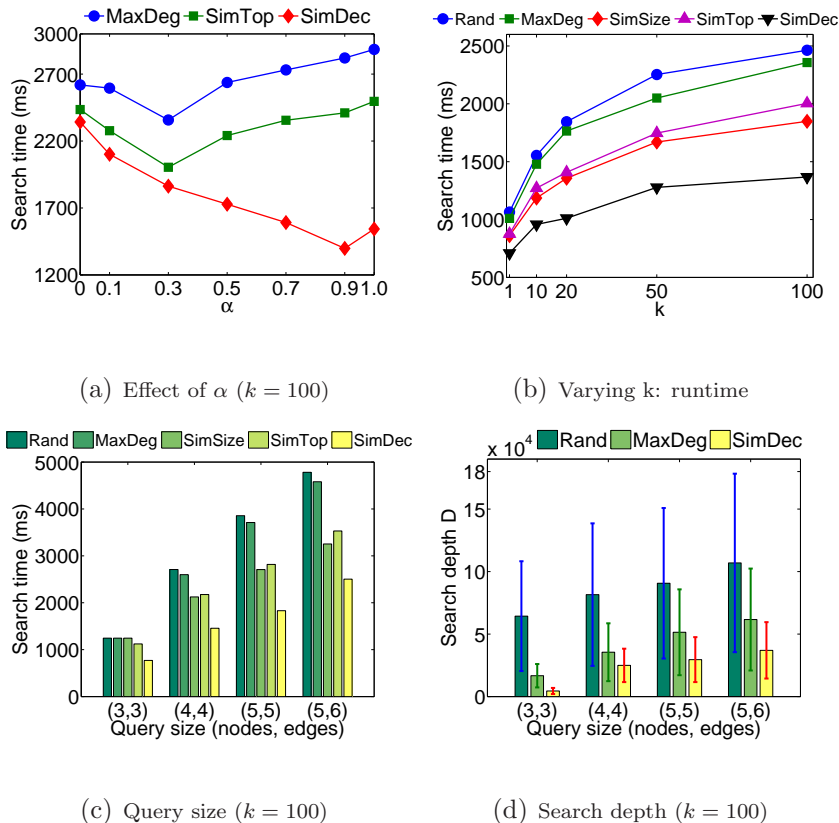 MaxDeg SimTop SimDec
3000
2700
2200
1700
1200
Search time (ms)
0 0.1 0.3 0.5 0.7 0.9 1.0
α
(a) Effect of α (k = 100)
Rand MaxDeg SimSize SimTop SimDec
2500
2000
1500
1000
500
Search time (ms)
1 10 20 50 100
k
(b) Varying k: runtime
Rand MaxDeg SimSize SimTop SimDec
5000
4000
3000
2000
1000
0
Search time (ms)
(3,3) (4,4) (5,5) (5,6)
Query size (nodes, edges)
(c) Query size (k = 100)
x 10⁴
Rand MaxDeg SimDec
18
15
10
5
0
Search depth D
(3,3) (4,4) (5,5) (5,6)
Query size (nodes, edges)
(d) Search depth (k = 100)